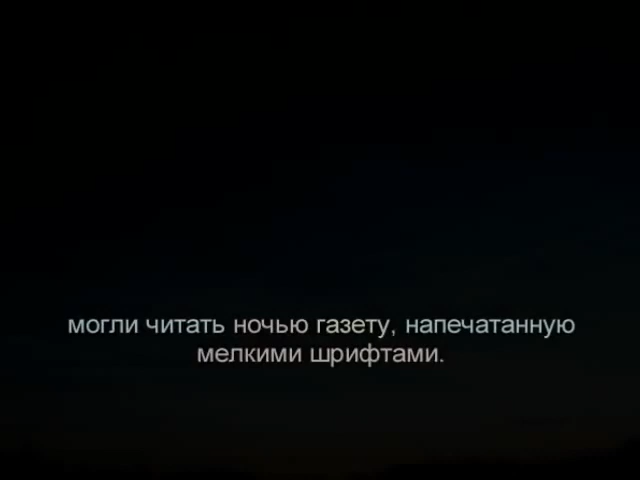 могли читать ночью газету, напечатанную
мелкими шрифтами.